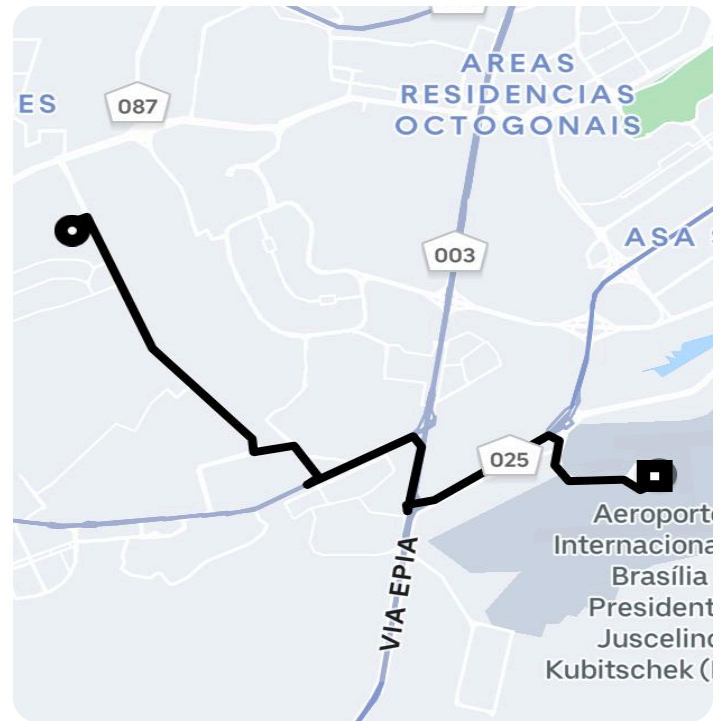 AREAS
RESIDENCIAS
OCTOGONAIS
ES
087
ASA
003
025
Aeroporto
Internaciona
Brasília
President
Juscelino
Kubitschek (
VIA EPIA